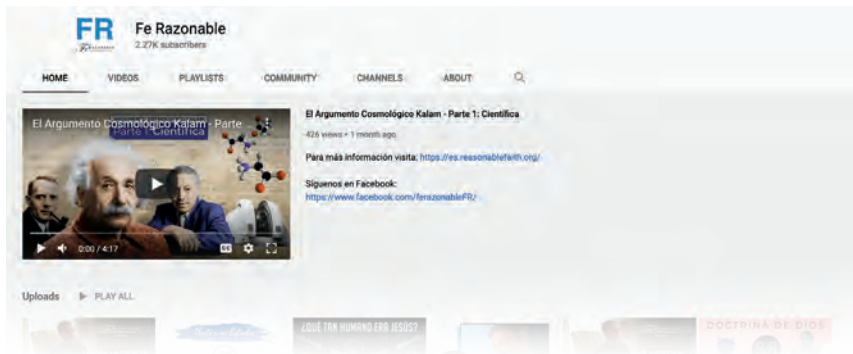 FR
Fe Razonable
2.27K subscribers
HOME VIDEOS PLAYLISTS COMMUNITY CHANNELS ABOUT
El Argumento Cosmológico Kalam - Parte
Parte 1: Científica
0:00 / 4:17
El Argumento Cosmológico Kalam - Parte 1: Científica
426 views • 1 month ago
Para más información visita: https://es.reasonablefaith.org/
Síguenos en Facebook:
https://www.facebook.com/ferazonableFR/
Uploads PLAY ALL
¿QUÉ TAN HUMANO ERA JESÚS?
DOCTRINA DE DIOS